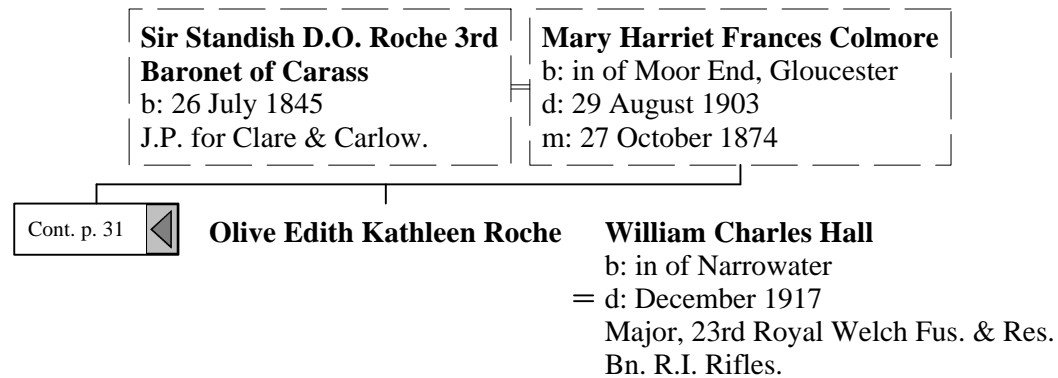 Sir Standish D.O. Roche 3rd
Baronet of Carass
b: 26 July 1845
J.P. for Clare & Carlow.
Mary Harriet Frances Colmore
b: in of Moor End, Gloucester
d: 29 August 1903
m: 27 October 1874
Cont. p. 31
Olive Edith Kathleen Roche
=
William Charles Hall
b: in of Narrowater
d: December 1917
Major, 23rd Royal Welch Fus. & Res.
Bn. R.I. Rifles.